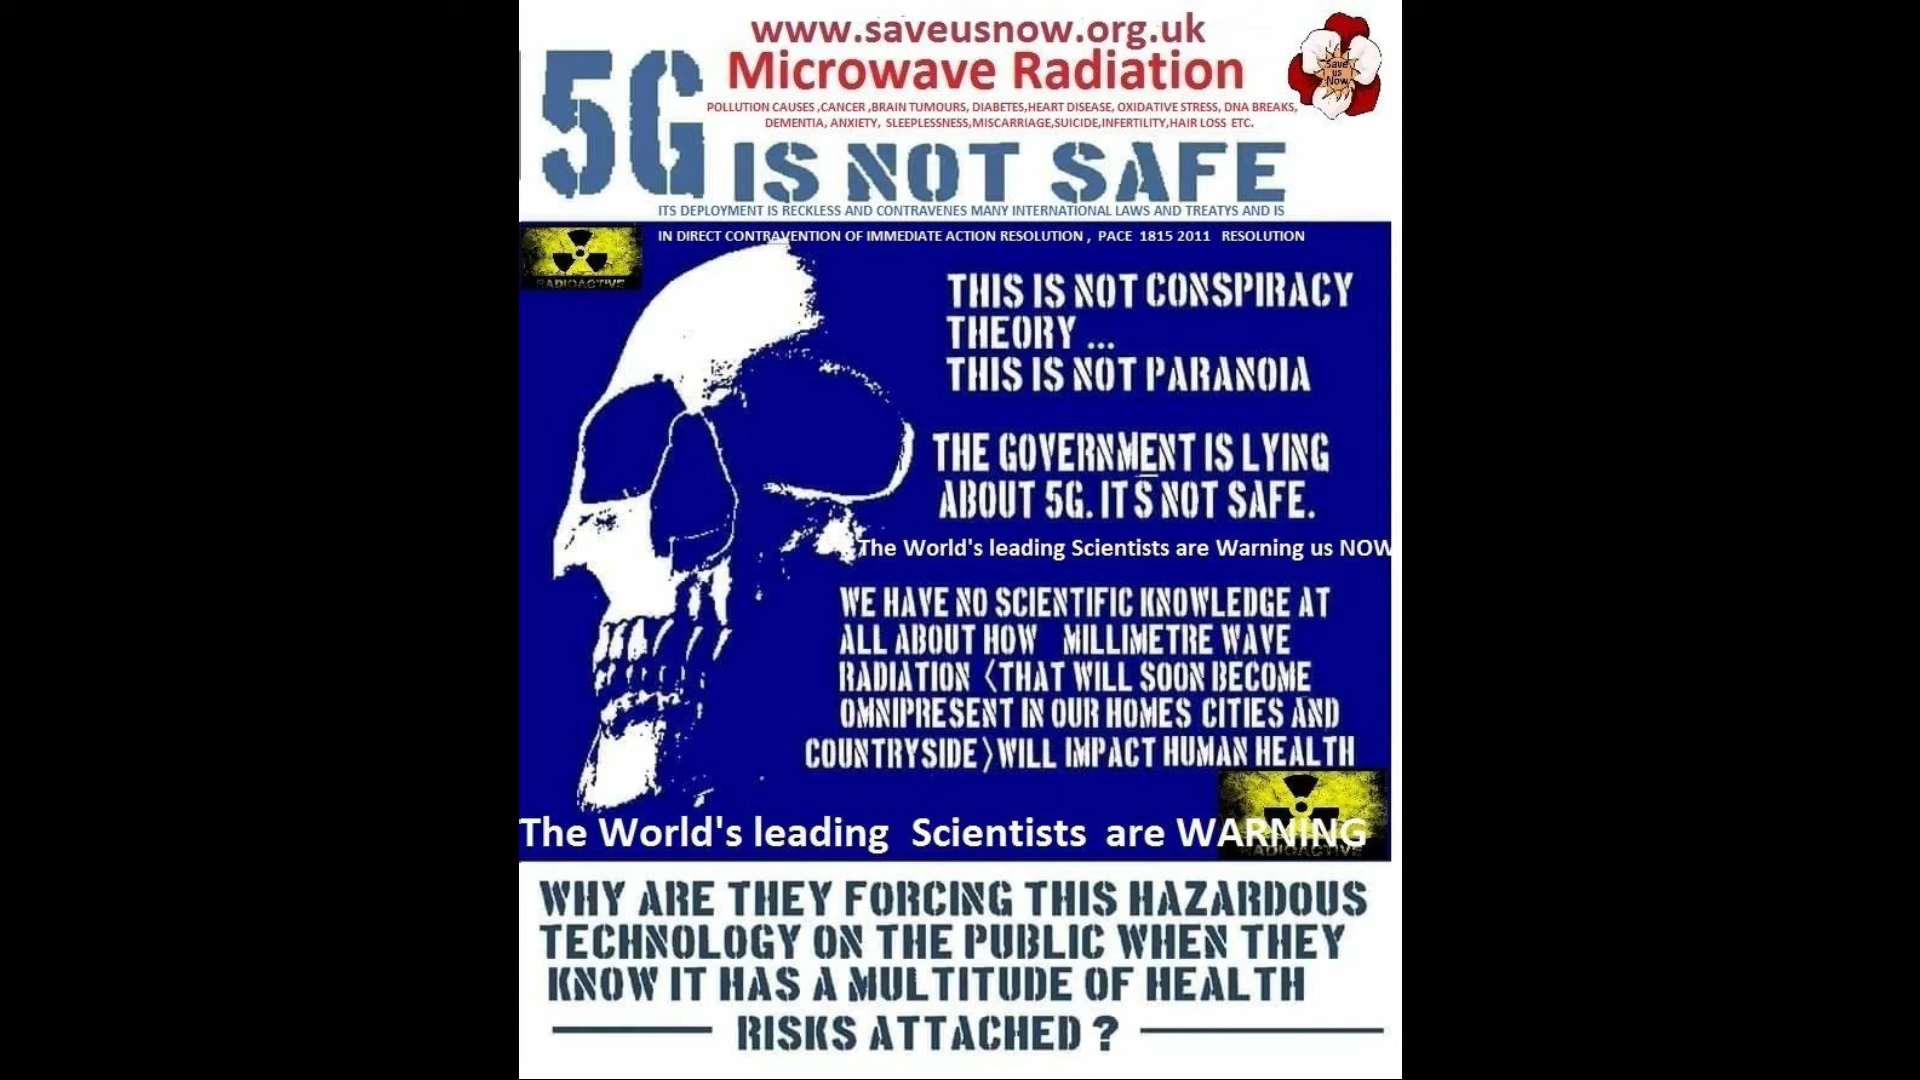 www.saveusnow.org.uk
Microwave Radiation
POLLUTION CAUSES ,CANCER ,BRAIN TUMOURS, DIABETES,HEART DISEASE, OXIDATIVE STRESS, DNA BREAKS,
DEMENTIA, ANXIETY, SLEEPLESSNESS,MISCARRIAGE,SUICIDE,INFERTILITY,HAIR LOSS ETC.
Save
us
Now
5G IS NOT SAFE
ITS DEPLOYMENT IS RECKLESS AND CONTRAVENES MANY INTERNATIONAL LAWS AND TREATYS AND IS
IN DIRECT CONTRAVENTION OF IMMEDIATE ACTION RESOLUTION , PACE 1815 2011 RESOLUTION
RADIOACTIVE
THIS IS NOT CONSPIRACY
THEORY ...
THIS IS NOT PARANOIA
THE GOVERNMENT IS LYING
ABOUT 5G. ITS NOT SAFE.
The World's leading Scientists are Warning us NOW
WE HAVE NO SCIENTIFIC KNOWLEDGE AT
ALL ABOUT HOW MILLIMETRE WAVE
RADIATION (THAT WILL SOON BECOME
OMNIPRESENT IN OUR HOMES CITIES AND
COUNTRYSIDE) WILL IMPACT HUMAN HEALTH
The World's leading Scientists are WARNING
RADIOACTIVE
WHY ARE THEY FORCING THIS HAZARDOUS
TECHNOLOGY ON THE PUBLIC WHEN THEY
KNOW IT HAS A MULTITUDE OF HEALTH
RISKS ATTACHED ?